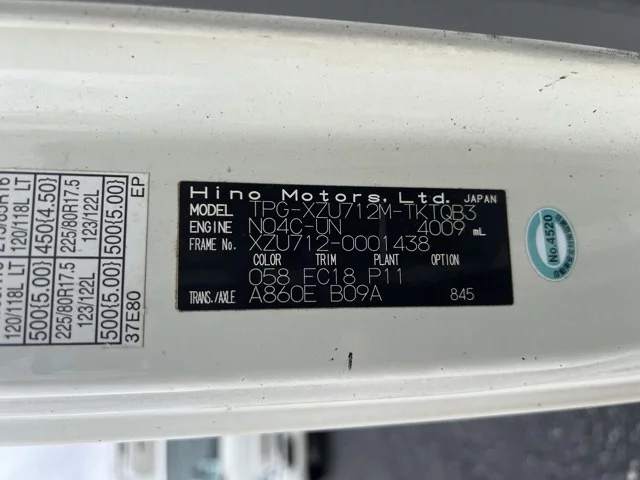 Hino Motors, Ltd. JAPAN
MODEL TPG-XZU712M-TKTQB3
ENGINE N04C-UN 4009 mL
FRAME No. XZU712-0001438
COLOR TRIM PLANT OPTION
058 FC18 P11
TRANS./AXLE A860E B09A 845
No.4520
120/118L LT
500(5.00)
225/80R17.5
123/122L
500(5.00)
37E80
120/118L LT
450(4.50)
225/80R17.5
123/122L
500(5.00)
EP